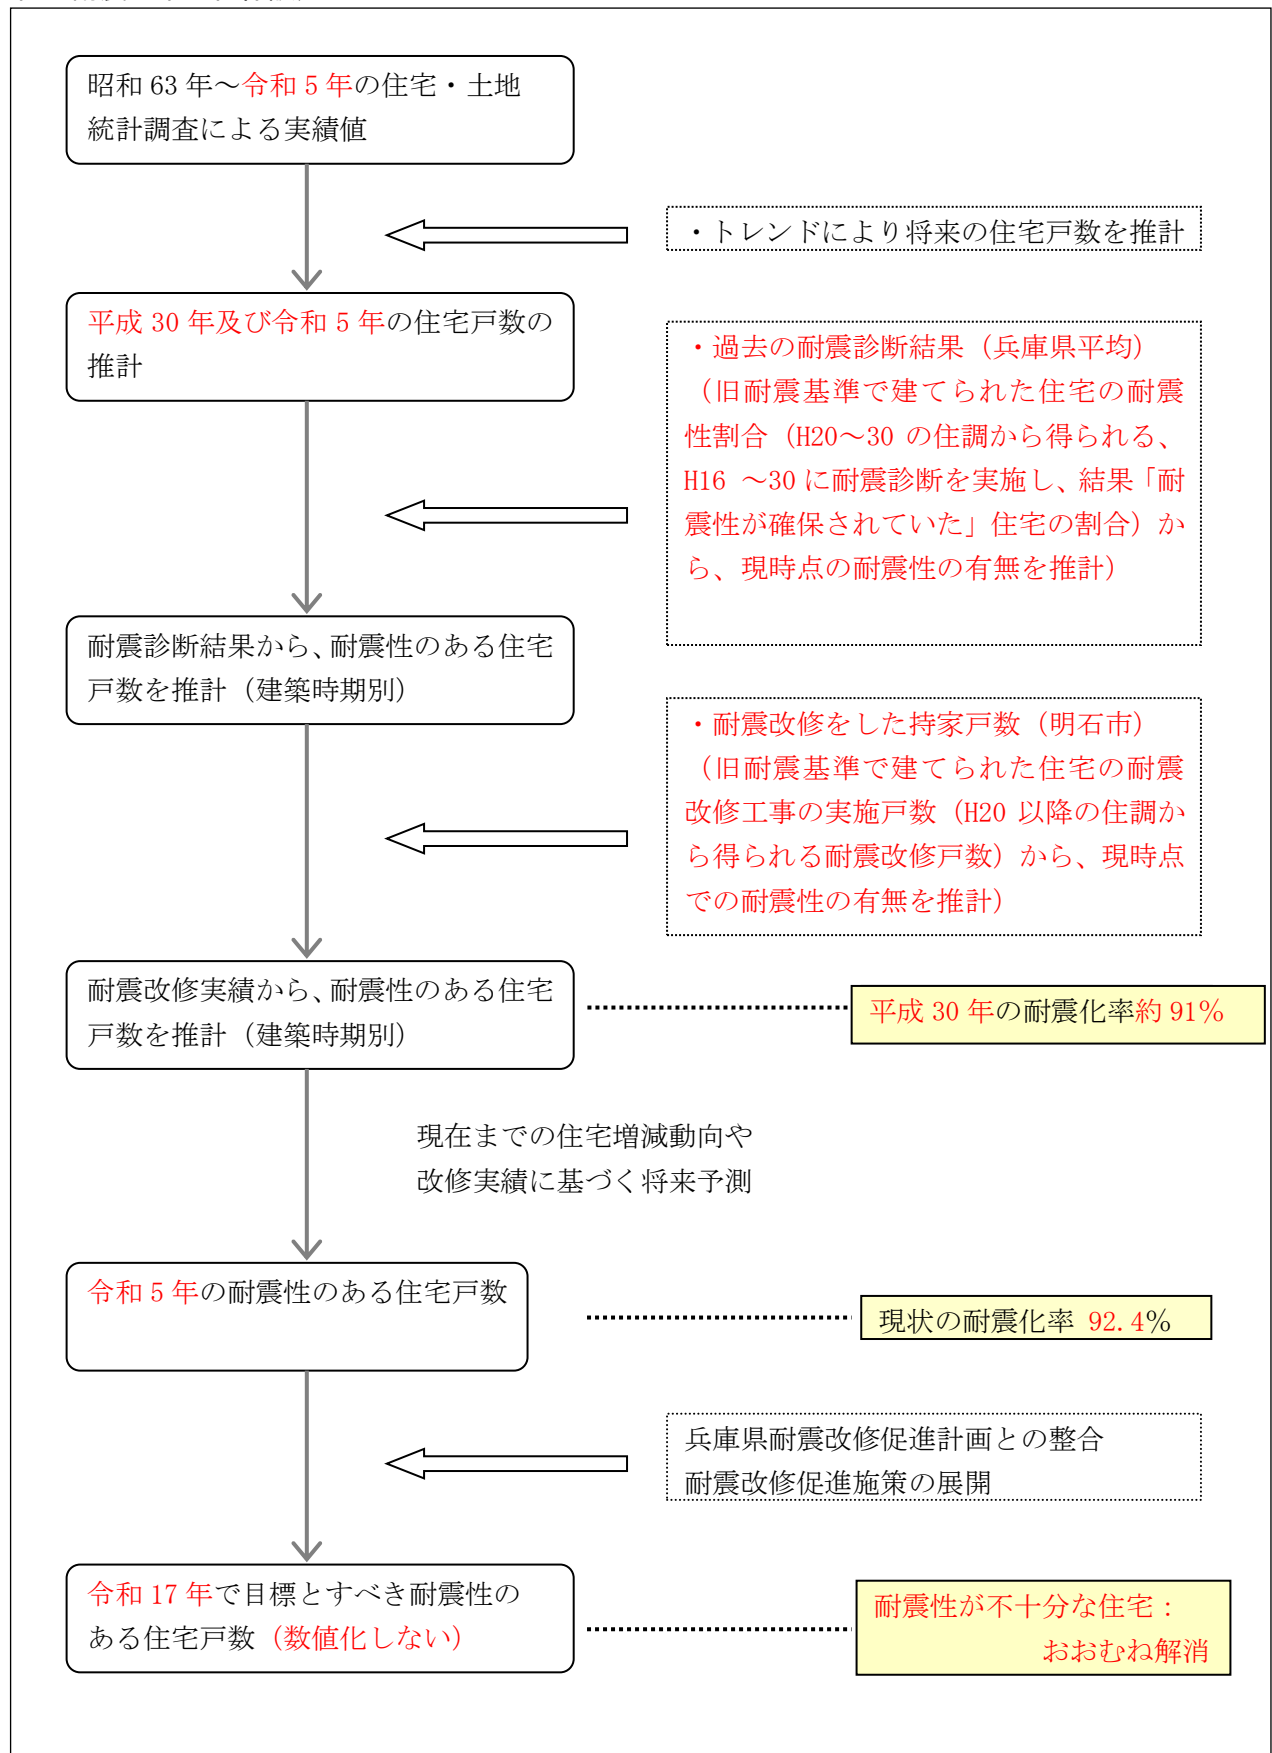 昭和 63 年～令和 5 年の住宅・土地
統計調査による実績値
・トレンドにより将来の住宅戸数を推計
平成 30 年及び令和 5 年の住宅戸数の
推計
・過去の耐震診断結果（兵庫県平均）
（旧耐震基準で建てられた住宅の耐震
性割合（H20～30 の住調から得られる、
H16 ～30 に耐震診断を実施し、結果「耐
震性が確保されていた」住宅の割合）か
ら、現時点の耐震性の有無を推計）
耐震診断結果から、耐震性のある住宅
戸数を推計（建築時期別）
・耐震改修をした持家戸数（明石市）
（旧耐震基準で建てられた住宅の耐震
改修工事の実施戸数（H20 以降の住調か
ら得られる耐震改修戸数）から、現時点
での耐震性の有無を推計）
耐震改修実績から、耐震性のある住宅
戸数を推計（建築時期別）
平成 30 年の耐震化率約 91％
現在までの住宅増減動向や
改修実績に基づく将来予測
令和 5 年の耐震性のある住宅戸数
現状の耐震化率 92.4％
兵庫県耐震改修促進計画との整合
耐震改修促進施策の展開
令和 17 年で目標とすべき耐震性の
ある住宅戸数（数値化しない）
耐震性が不十分な住宅：
おおむね解消